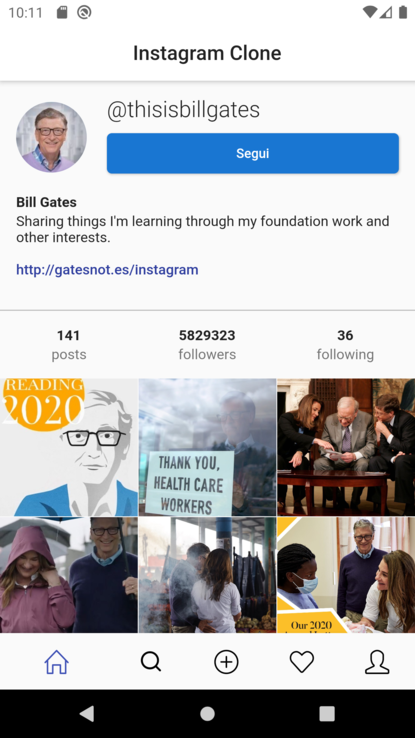 10:11
Instagram Clone
@thisisbillgates
Segui
Bill Gates
Sharing things I'm learning through my foundation work and
other interests.
http://gatesnot.es/instagram
141
posts
5829323
followers
36
following
READING
2020
THANK YOU,
HEALTH CARE
WORKERS
Our 2020